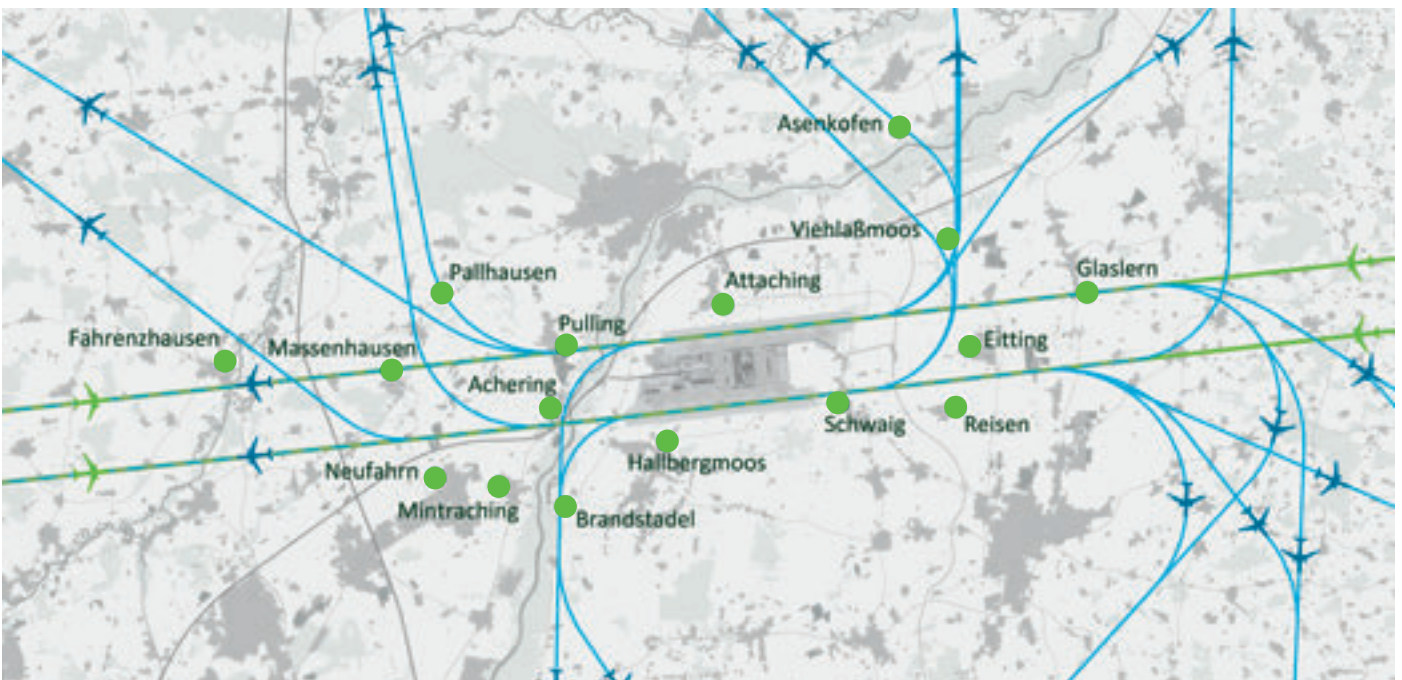 Asenkofen
Viehlaßmoos
Pallhausen
Attaching
Glaslern
Pulling
Fahrenzhausen
Massenhausen
Eitting
Achering
Schwaig
Reisen
Neufahrn
Hallbergmoos
Mintraching
Brandstadel